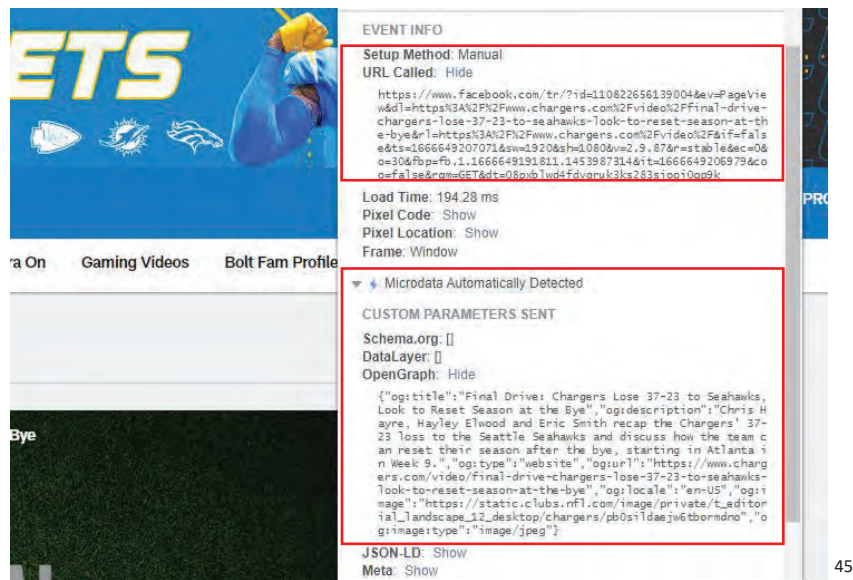 ETS
EVENT INFO
Setup Method: Manual
URL Called: Hide
https://www.facebook.com/tr/?id=110822656139004&ev=PageVie
w&dl=https%3A%2F%2Fwww.chargers.com%2Fvideo%2Ffinal-drive-
chargers-lose-37-23-to-seahawks-look-to-reset-season-at-th
e-bye&rl=https%3A%2F%2Fwww.chargers.com%2Fvideo%2F&if=fals
e&ts=1666649207071&sw=1920&sh=1080&v=2.9.87&r=stable&ec=0&
o=30&fbp=fb.1.1666649191811.1453987314&it=1666649206979&co
Load Time: 194.28 ms
Pixel Code: Show
Pixel Location: Show
Frame: Window
PRO
ra On Gaming Videos Bolt Fam Profile
Microdata Automatically Detected
CUSTOM PARAMETERS SENT
Schema.org: []
DataLayer: []
OpenGraph: Hide
{"og:title":"Final Drive: Chargers Lose 37-23 to Seahawks,
Look to Reset Season at the Bye","og:description":"Chris H
ayre, Hayley Elwood and Eric Smith recap the Chargers' 37-
23 loss to the Seattle Seahawks and discuss how the team c
an reset their season after the bye, starting in Atlanta i
n Week 9.","og:type":"website","og:url":"https://www.charg
ers.com/video/final-drive-chargers-lose-37-23-to-seahawks-
look-to-reset-season-at-the-bye","og:locale":"en-US","og:i
mage":"https://static.clubs.nfl.com/image/private/t_editor
ial_landscape_12_desktop/chargers/pb0sildaejw6tbormdno","o
g:image:type":"image/jpeg"}
Bye
JSON-LD: Show
Meta: Show
45